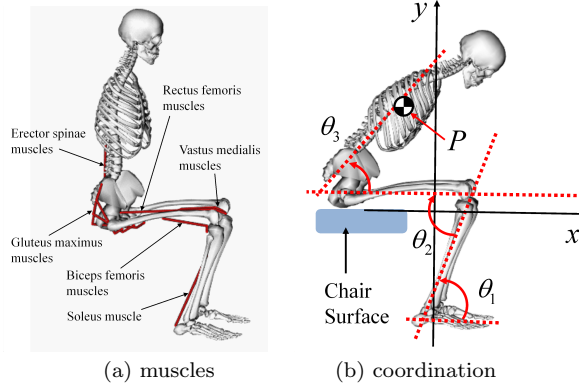 Rectus femoris
muscles
Erector spinae
muscles
Vastus medialis
muscles
Gluteus maximus
muscles
Biceps femoris
muscles
Soleus muscle
(a) muscles
y
θ3
P
x
θ2
Chair
Surface
θ1
(b) coordination